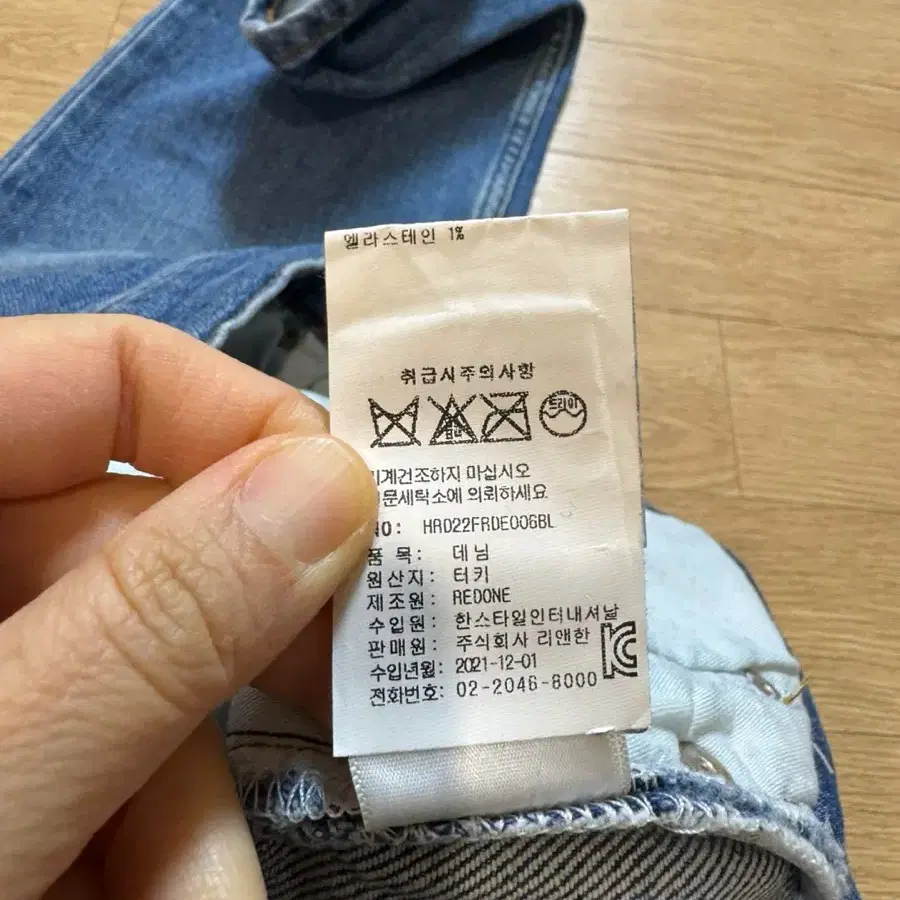 엘라스테인 1%
취급시주의사항
드라이
기계건조하지 마십시오
문세탁소에 의뢰하세요
NO: HR022FRDE006BL
품 목: 데님
원산지: 터키
제조원: REDONE
수입원: 한스타일인터내셔날
판매원: 주식회사 리앤한
수입년월: 2021-12-01
전화번호: 02-2046-8000